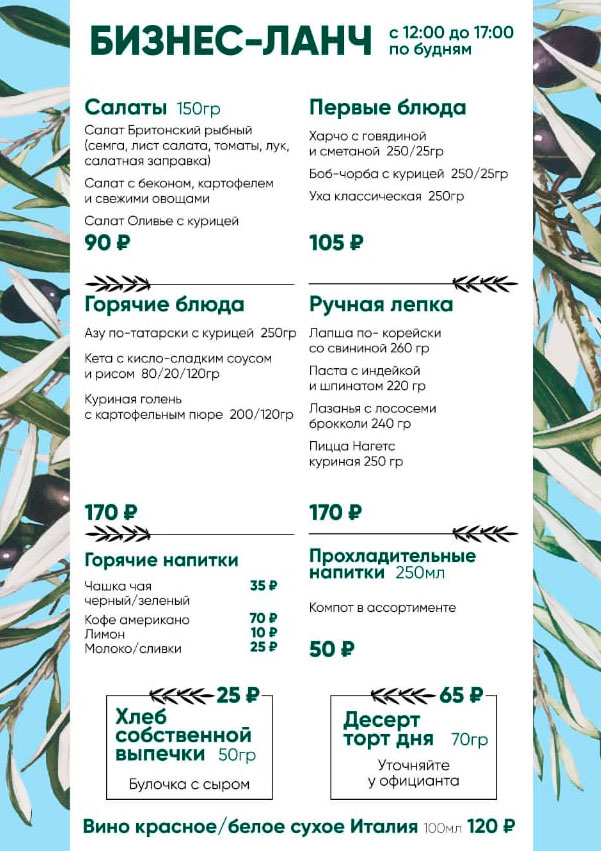 БИЗНЕС-ЛАНЧ
с 12:00 до 17:00
по будням
Салаты 150гр
Салат Бритонский рыбный
(семга, лист салата, томаты, лук,
салатная заправка)
Салат с беконом, картофелем
и свежими овощами
Салат Оливье с курицей
90 ₽
Первые блюда
Харчо с говядиной
и сметаной 250/25гр
Боб-чорба с курицей 250/25гр
Уха классическая 250гр
105 ₽
Горячие блюда
Азу по-татарски с курицей 250гр
Кета с кисло-сладким соусом
и рисом 80/20/120гр
Куриная голень
с картофельным пюре 200/120гр
170 ₽
Ручная лепка
Лапша по- корейски
со свининой 260 гр
Паста с индейкой
и шпинатом 220 гр
Лазанья с лососеми
брокколи 240 гр
Пицца Нагетс
куриная 250 гр
170 ₽
Горячие напитки
Чашка чая 35 ₽
черный/зеленый
Кофе американо 70 ₽
Лимон 10 ₽
Молоко/сливки 25 ₽
Прохладительные
напитки 250мл
Компот в ассортименте
50 ₽
25 ₽
Хлеб
собственной
выпечки 50гр
Булочка с сыром
65 ₽
Десерт
торт дня 70гр
Уточняйте
у официанта
Вино красное/белое сухое Италия 100мл 120 ₽